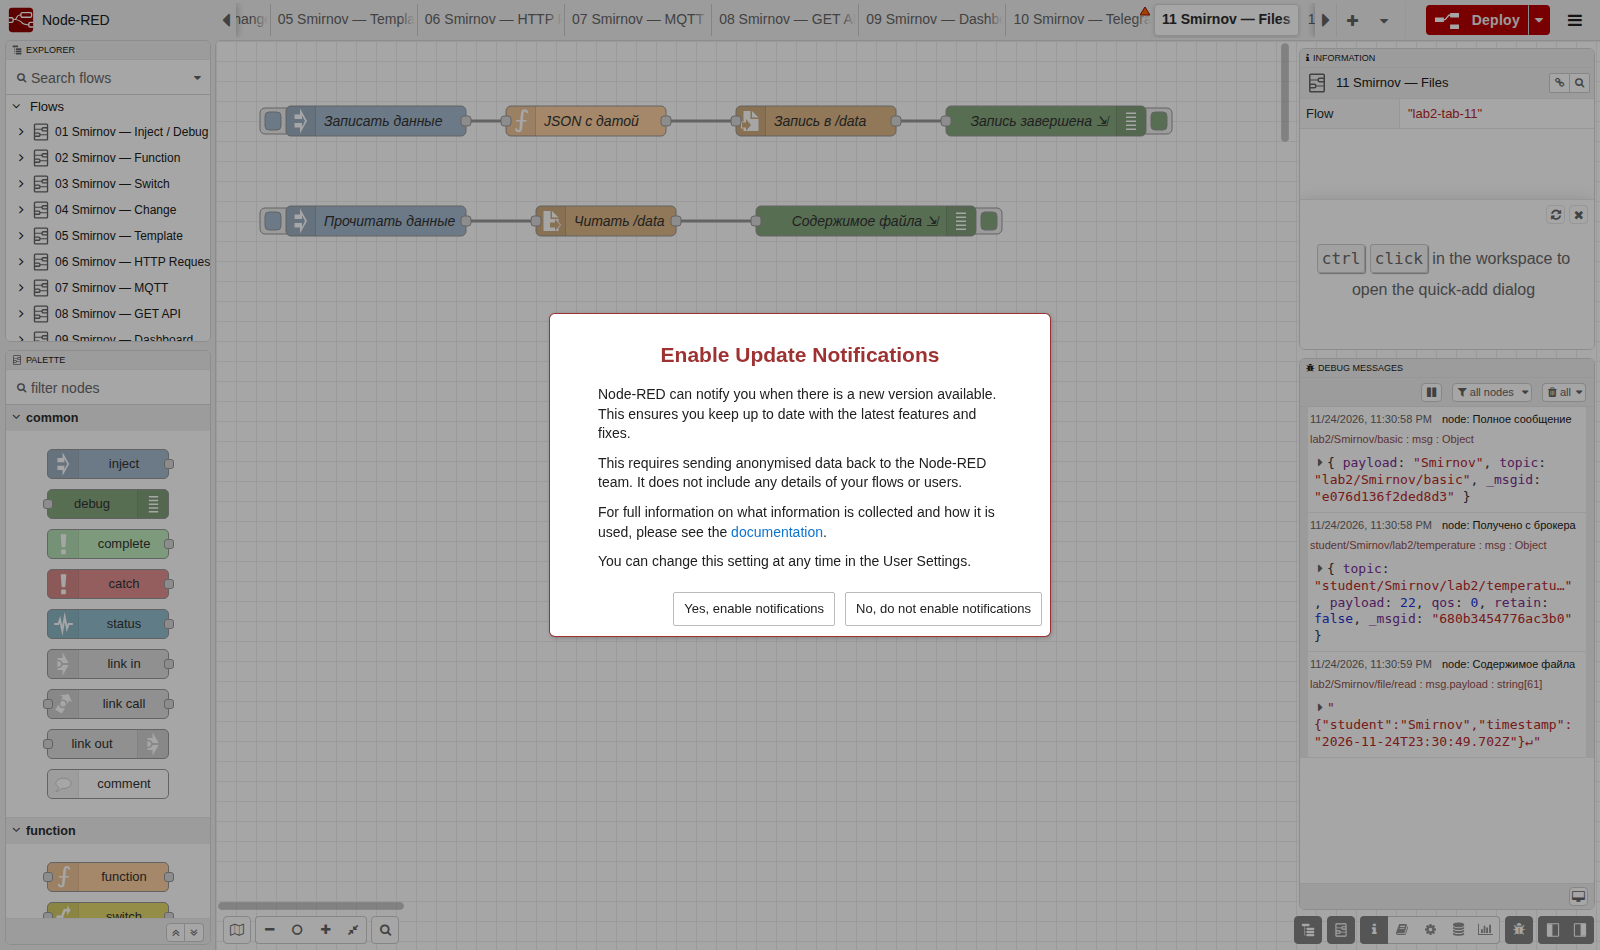 Node-RED
05 Smirnov — Templa
06 Smirnov — HTTP
07 Smirnov — MQTT
08 Smirnov — GET A
09 Smirnov — Dashb
10 Smirnov — Telegr
11 Smirnov — Files
Deploy
EXPLORER
Search flows
Flows
01 Smirnov — Inject / Debug
02 Smirnov — Function
03 Smirnov — Switch
04 Smirnov — Change
05 Smirnov — Template
06 Smirnov — HTTP Reques
07 Smirnov — MQTT
08 Smirnov — GET API
09 Smirnov — Dashboard
PALETTE
filter nodes
common
inject
debug
complete
catch
status
link in
link call
link out
comment
function
function
switch
Записать данные
JSON с датой
Запись в /data
Запись завершена ⇲
Прочитать данные
Читать /data
Содержимое файла ⇲
Enable Update Notifications
Node-RED can notify you when there is a new version available.
This ensures you keep up to date with the latest features and
fixes.
This requires sending anonymised data back to the Node-RED
team. It does not include any details of your flows or users.
For full information on what information is collected and how it is
used, please see the documentation.
You can change this setting at any time in the User Settings.
Yes, enable notifications
No, do not enable notifications
INFORMATION
11 Smirnov — Files
Flow
"lab2-tab-11"
ctrl click in the workspace to
open the quick-add dialog
DEBUG MESSAGES
all nodes
all
11/24/2026, 11:30:58 PM node: Полное сообщение
lab2/Smirnov/basic : msg : Object
{ payload: "Smirnov", topic:
"lab2/Smirnov/basic", _msgid:
"e076d136f2ded8d3" }
11/24/2026, 11:30:58 PM node: Получено с брокера
student/Smirnov/lab2/temperature : msg : Object
{ topic:
"student/Smirnov/lab2/temperatu…"
, payload: 22, qos: 0, retain:
false, _msgid: "680b3454776ac3b0"
}
11/24/2026, 11:30:59 PM node: Содержимое файла
lab2/Smirnov/file/read : msg.payload : string[61]
"
{"student":"Smirnov","timestamp":
"2026-11-24T23:30:49.702Z"}↵"